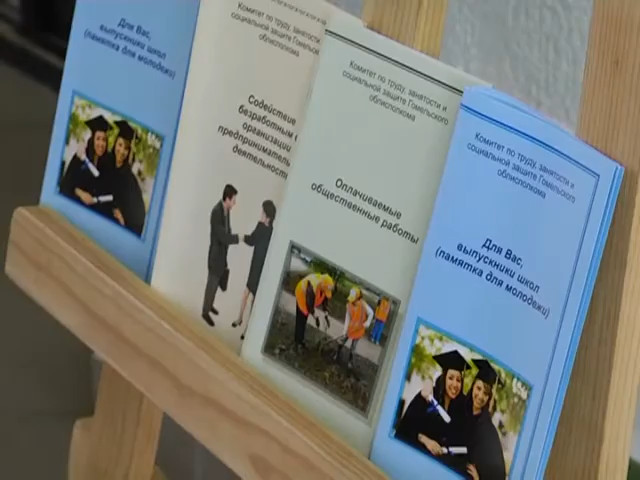 Для Вас,
выпускники школ
(памятка для молодежи)
Комитет по труду, занятости и
социальной защите Гомельского
облисполкома
Содействие
безработным в
организации
предпринимательс
деятельности
Комитет по труду, занятости и
социальной защите Гомельского
облисполкома
Оплачиваемые
общественные работы
Комитет по труду, занятости и
социальной защите Гомельского
облисполкома
Для Вас,
выпускники школ
(памятка для молодежи)